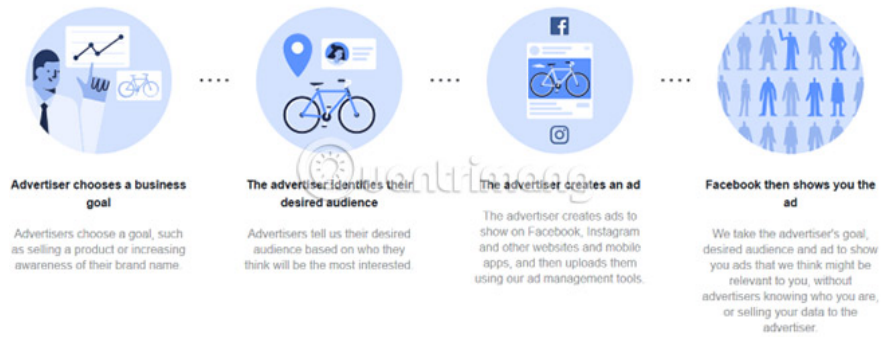 Advertiser chooses a business
goal
Advertisers choose a goal, such
as selling a product or increasing
awareness of their brand name.
The advertiser identifies their
desired audience
Advertisers tell us their desired
audience based on who they
think will be the most interested.
The advertiser creates an ad
The advertiser creates ads to
show on Facebook, Instagram
and other websites and mobile
apps, and then uploads them
using our ad management tools.
Facebook then shows you the
ad
We take the advertiser's goal,
desired audience and ad to show
you ads that we think might be
relevant to you, without
advertisers knowing who you are,
or selling your data to the
advertiser.
Quantrimang